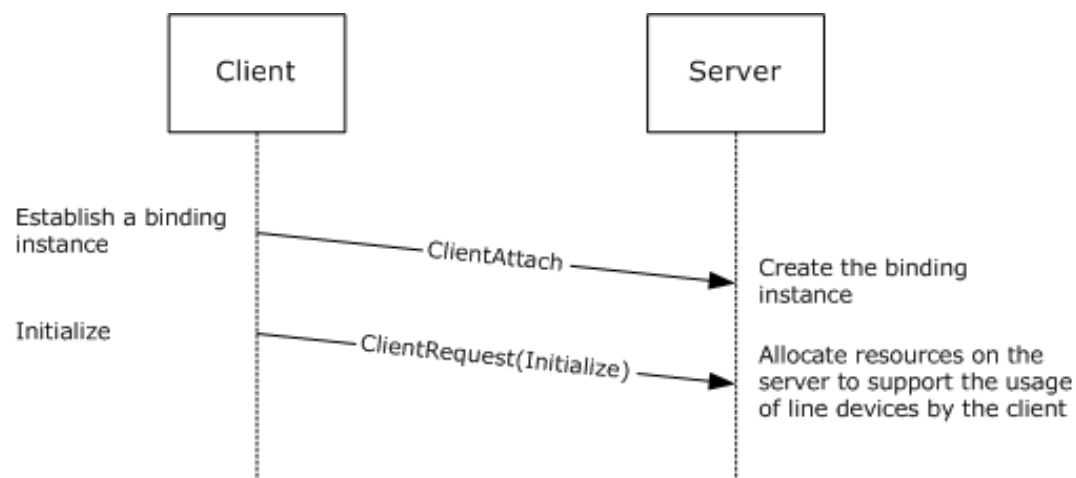 Client
Server
Establish a binding
instance
ClientAttach
Create the binding
instance
Initialize
ClientRequest(Initialize)
Allocate resources on the
server to support the usage
of line devices by the client